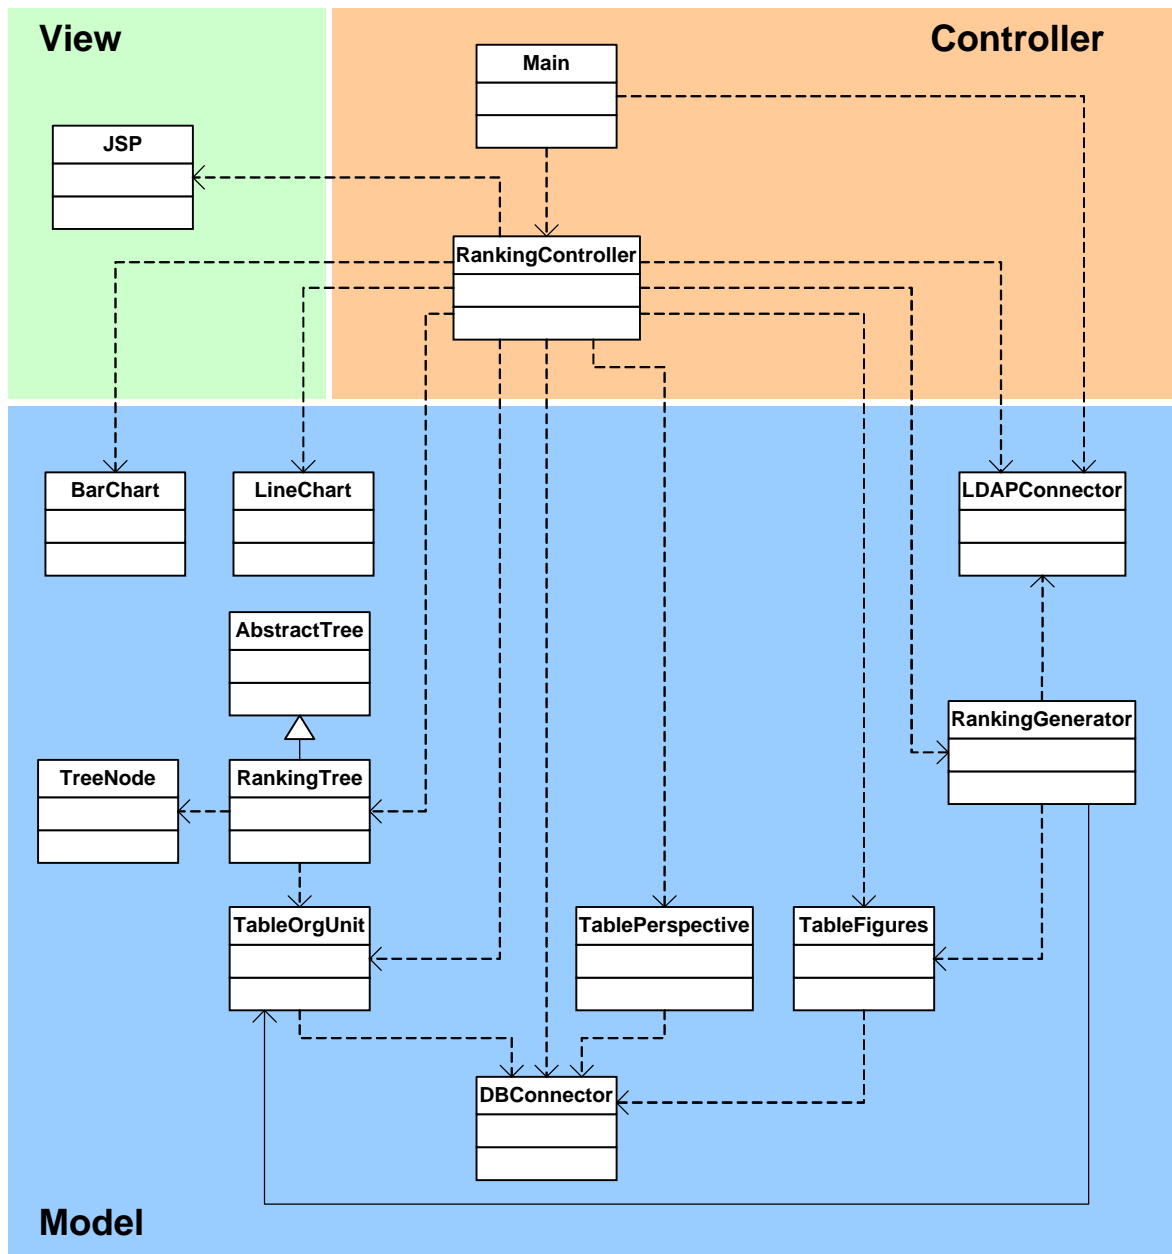 View
Controller
Main
JSP
RankingController
BarChart
LineChart
LDAPConnector
AbstractTree
RankingGenerator
TreeNode
RankingTree
TableOrgUnit
TablePerspective
TableFigures
DBConnector
Model